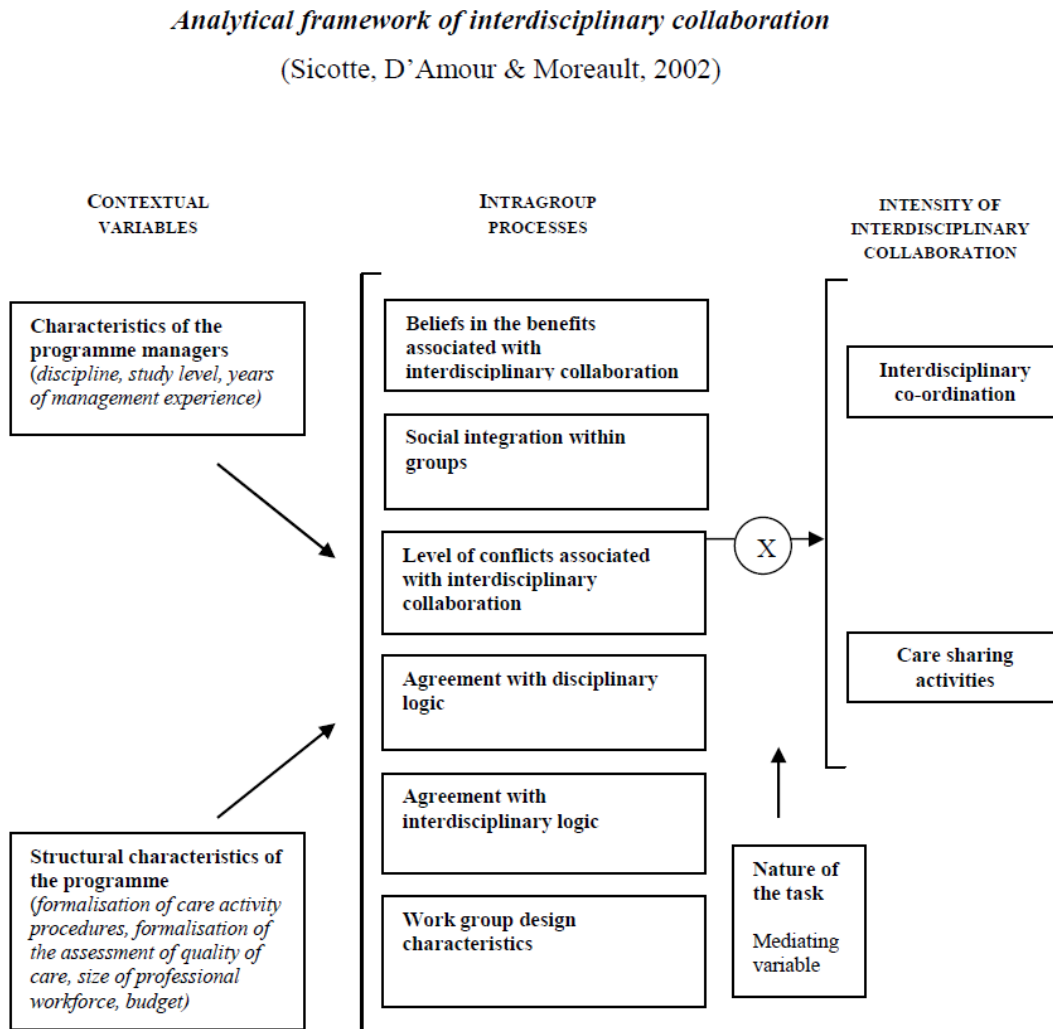 Analytical framework of interdisciplinary collaboration
(Sicotte, D’Amour & Moreault, 2002)
CONTEXTUAL
VARIABLES
Characteristics of the
programme managers
(discipline, study level, years
of management experience)
Structural characteristics of
the programme
(formalisation of care activity
procedures, formalisation of
the assessment of quality of
care, size of professional
workforce, budget)
INTRAGROUP
PROCESSES
Beliefs in the benefits
associated with
interdisciplinary collaboration
Social integration within
groups
Level of conflicts associated
with interdisciplinary
collaboration
Agreement with disciplinary
logic
Agreement with
interdisciplinary logic
Work group design
characteristics
X
Nature of
the task
Mediating
variable
INTENSITY OF
INTERDISCIPLINARY
COLLABORATION
Interdisciplinary
co-ordination
Care sharing
activities